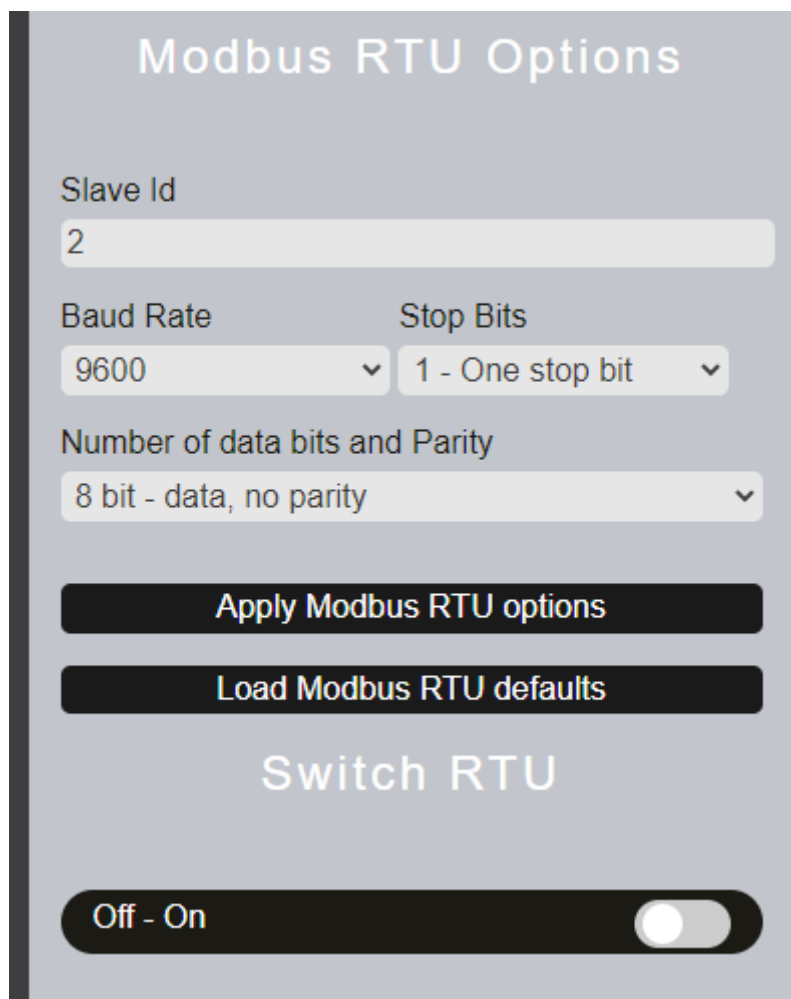 Modbus RTU Options
Slave Id
2
Baud Rate Stop Bits
9600 1 - One stop bit
Number of data bits and Parity
8 bit - data, no parity
Apply Modbus RTU options
Load Modbus RTU defaults
Switch RTU
Off - On